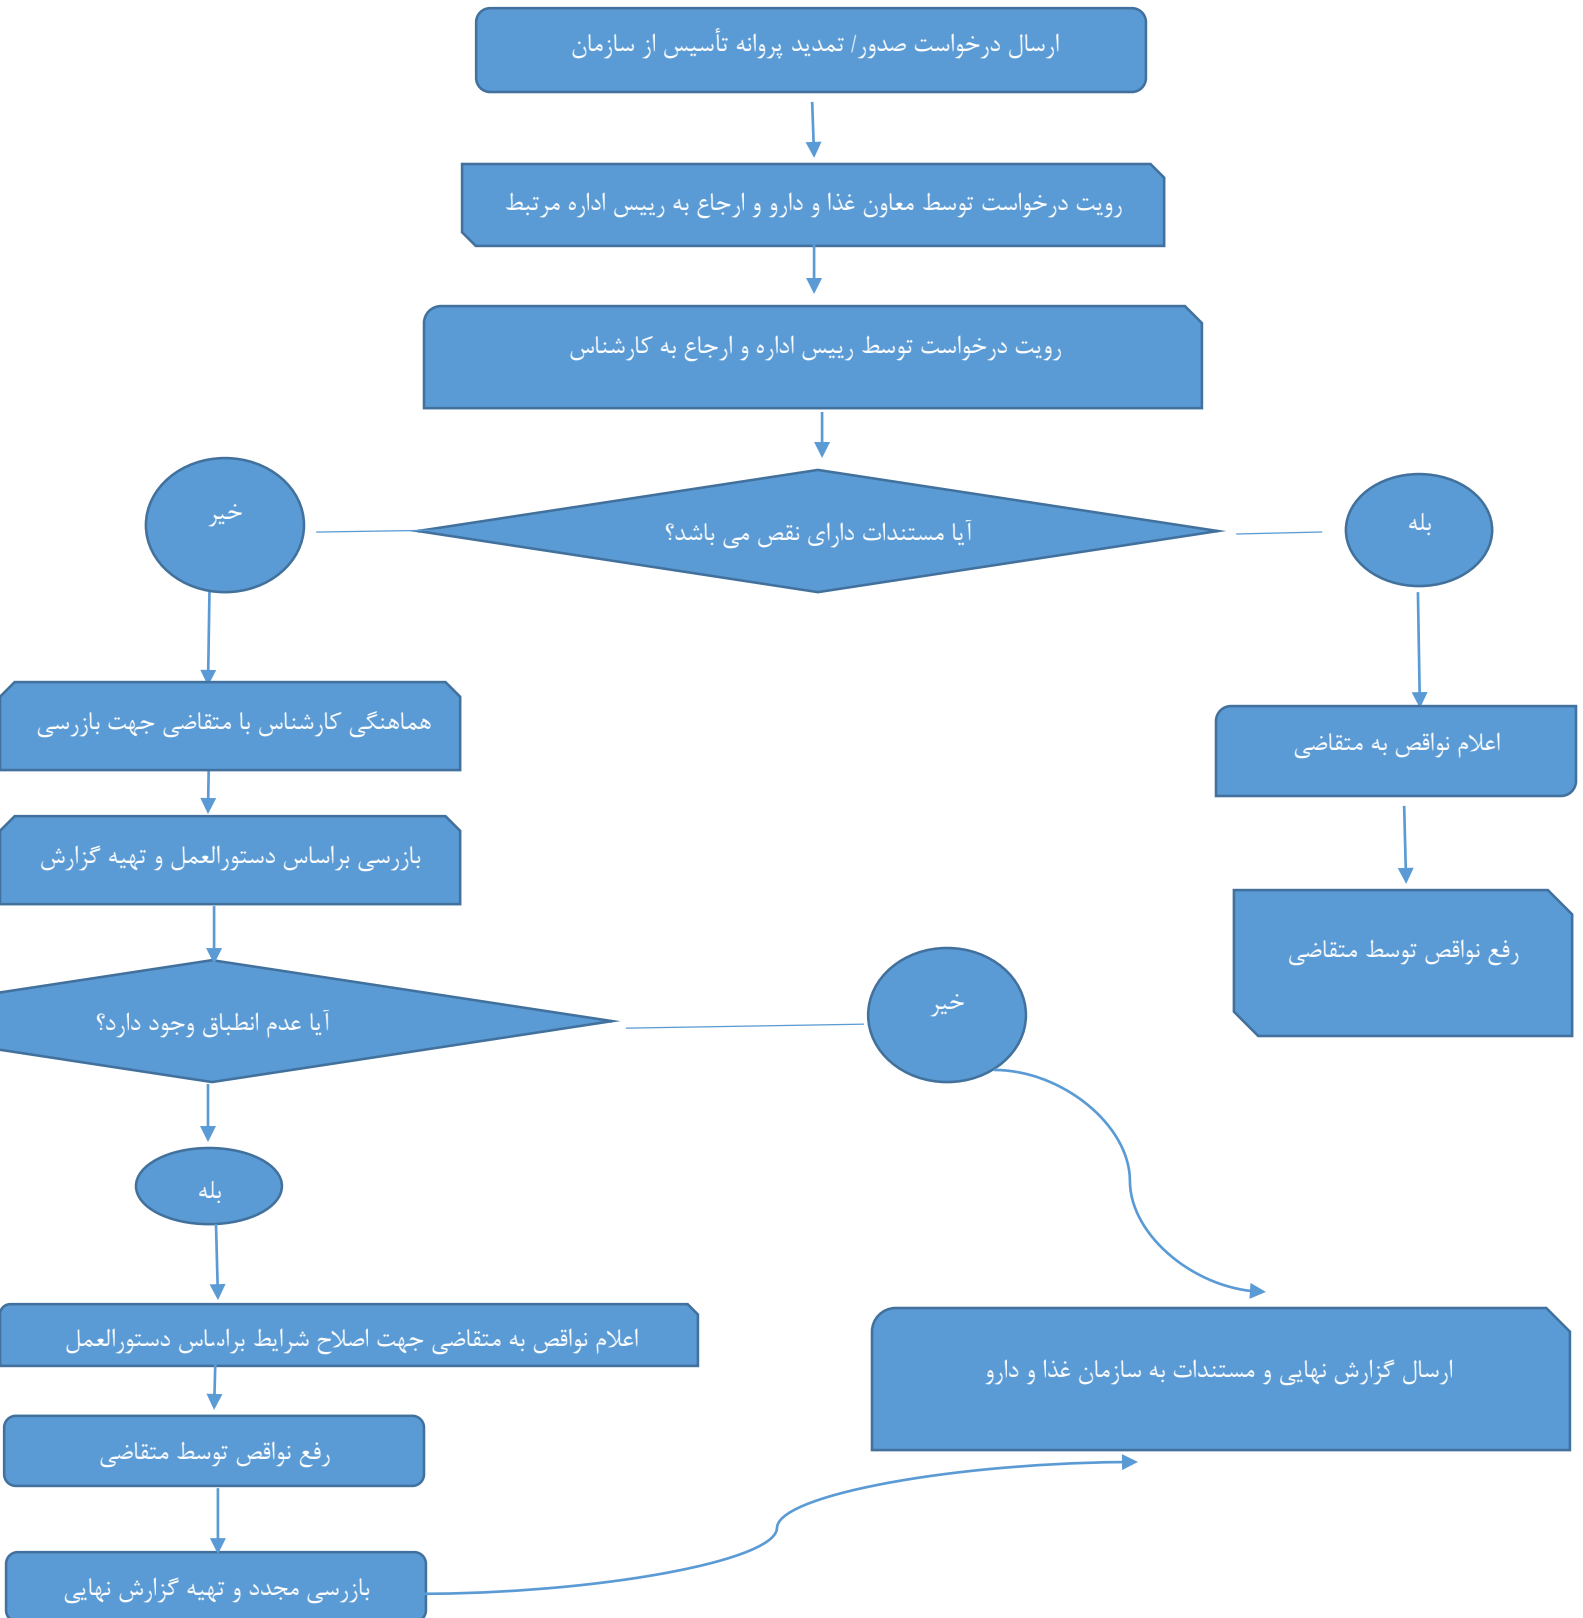 ارسال درخواست صدور/ تمدید پروانه تأسیس از سازمان
رویت درخواست توسط معاون غذا و دارو و ارجاع به رییس اداره مرتبط
رویت درخواست توسط رییس اداره و ارجاع به کارشناس
آیا مستندات دارای نقص می باشد؟
بله
خیر
اعلام نواقص به متقاضی
رفع نواقص توسط متقاضی
هماهنگی کارشناس با متقاضی جهت بازرسی
بازرسی براساس دستورالعمل و تهیه گزارش
آیا عدم انطباق وجود دارد؟
خیر
بله
اعلام نواقص به متقاضی جهت اصلاح شرایط براساس دستورالعمل
رفع نواقص توسط متقاضی
بازرسی مجدد و تهیه گزارش نهایی
ارسال گزارش نهایی و مستندات به سازمان غذا و دارو